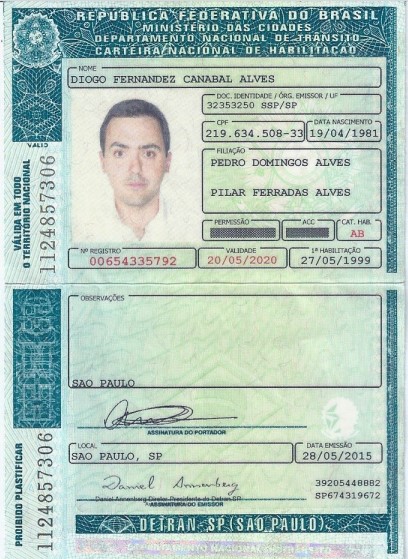 REPÚBLICA FEDERATIVA DO BRASIL
MINISTÉRIO DAS CIDADES
DEPARTAMENTO NACIONAL DE TRÂNSITO
CARTEIRA NACIONAL DE HABILITAÇÃO
NOME
DIOGO FERNANDEZ CANABAL ALVES
DOC. IDENTIDADE / ÓRG. EMISSOR / UF
32353250 SSP/SP
CPF
219.634.508-33
DATA NASCIMENTO
19/04/1981
FILIAÇÃO
PEDRO DOMINGOS ALVES
PILAR FERRADAS ALVES
PERMISSÃO
ACC
CAT. HAB.
AB
Nº REGISTRO
00654335792
VALIDADE
20/05/2020
1ª HABILITAÇÃO
27/05/1999
VÁLIDA EM TODO
O TERRITÓRIO NACIONAL
1124857306
OBSERVAÇÕES
SAO PAULO
ASSINATURA DO PORTADOR
LOCAL
SAO PAULO, SP
DATA EMISSÃO
28/05/2015
Daniel Annenberg
Daniel Annenberg Diretor Presidente do Detran SP
ASSINATURA DO EMISSOR
39205448882
SP674319672
PROIBIDO PLASTIFICAR
1124857306
DETRAN-SP (SAO PAULO)
DEPARTAMENTO NACIONAL DE TRÂNSITO